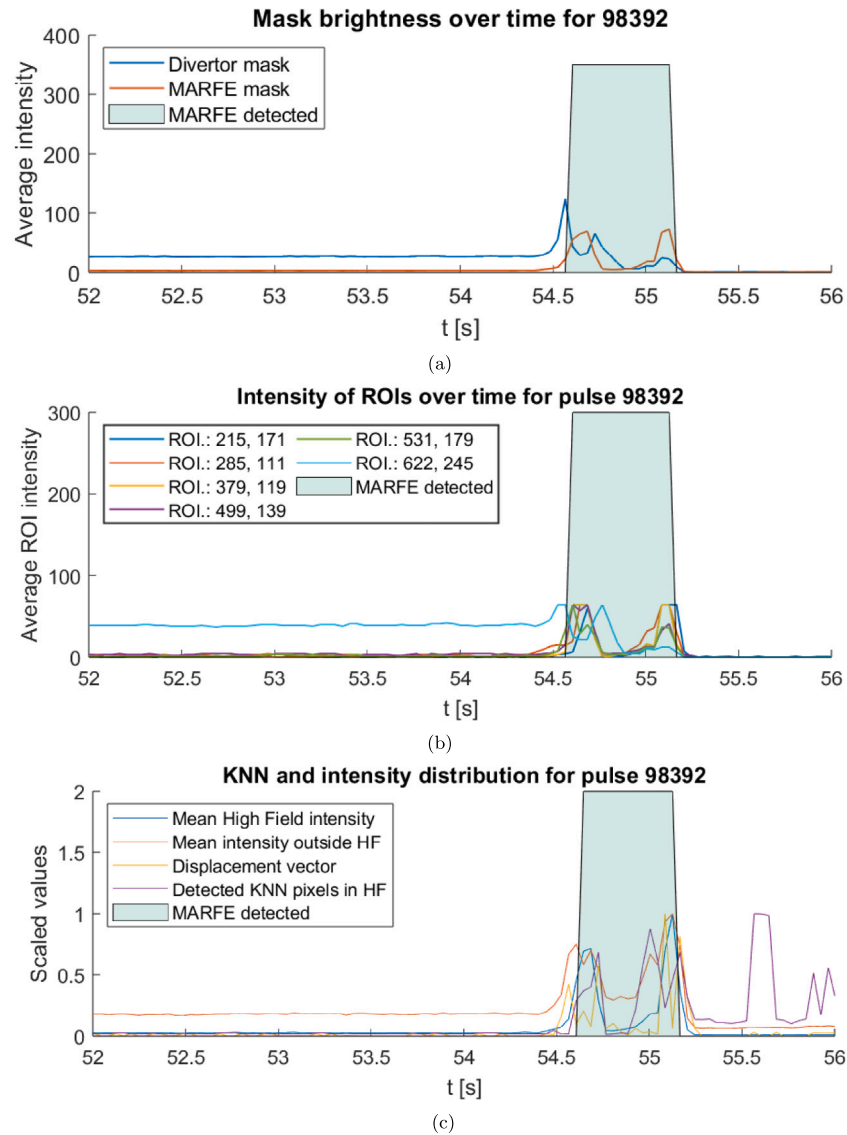 Mask brightness over time for 98392
400
300
200
100
0
Average intensity
Divertor mask
MARFE mask
MARFE detected
52 52.5 53 53.5 54 54.5 55 55.5 56
t [s]
(a)
Intensity of ROIs over time for pulse 98392
300
200
100
0
Average ROI intensity
ROI.: 215, 171 ROI.: 531, 179
ROI.: 285, 111 ROI.: 622, 245
ROI.: 379, 119 MARFE detected
ROI.: 499, 139
52 52.5 53 53.5 54 54.5 55 55.5 56
t [s]
(b)
KNN and intensity distribution for pulse 98392
2
1.5
1
0.5
0
Scaled values
Mean High Field intensity
Mean intensity outside HF
Displacement vector
Detected KNN pixels in HF
MARFE detected
52 52.5 53 53.5 54 54.5 55 55.5 56
t [s]
(c)